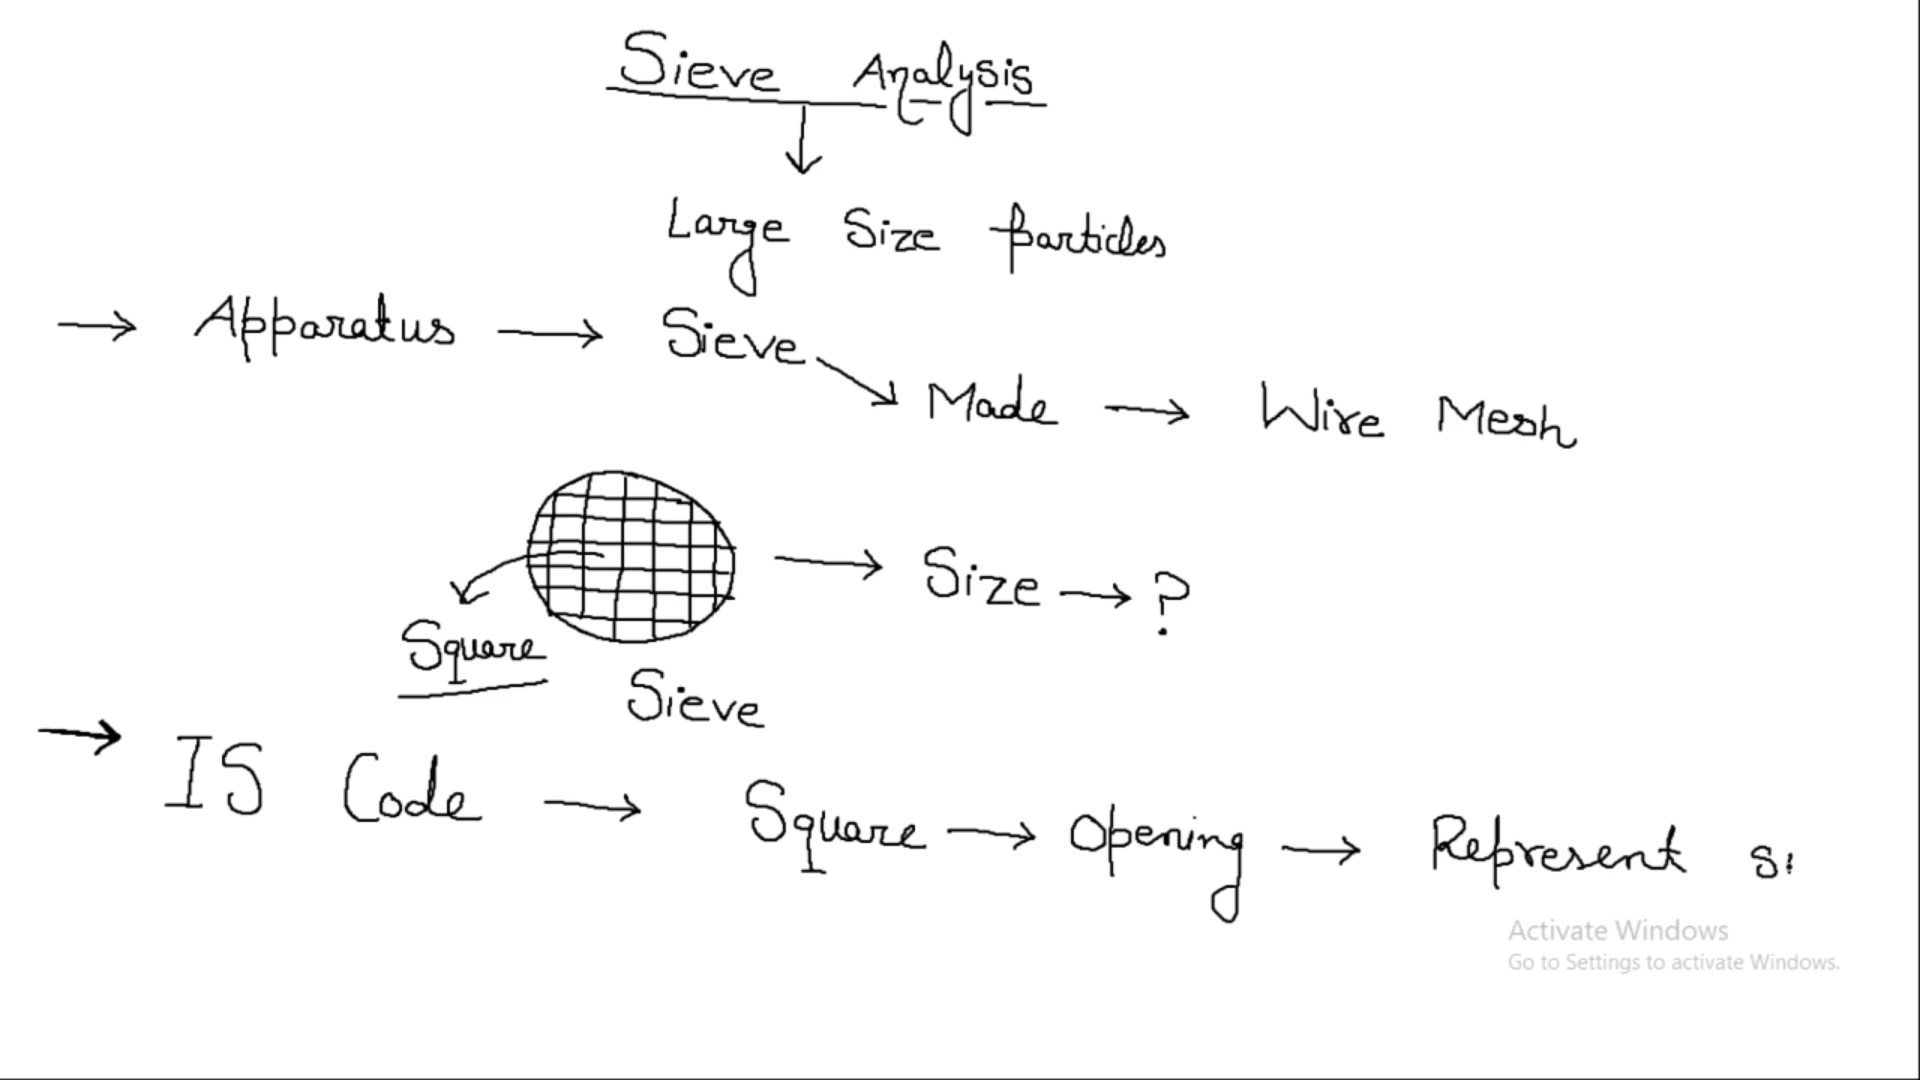 Sieve Analysis
↓
Large Size particles
→ Apparatus → Sieve
Made → Wire Mesh
→ Size → ?
Square
Sieve
→ IS Code → Square → Opening → Represent
Activate Windows
Go to Settings to activate Windows.